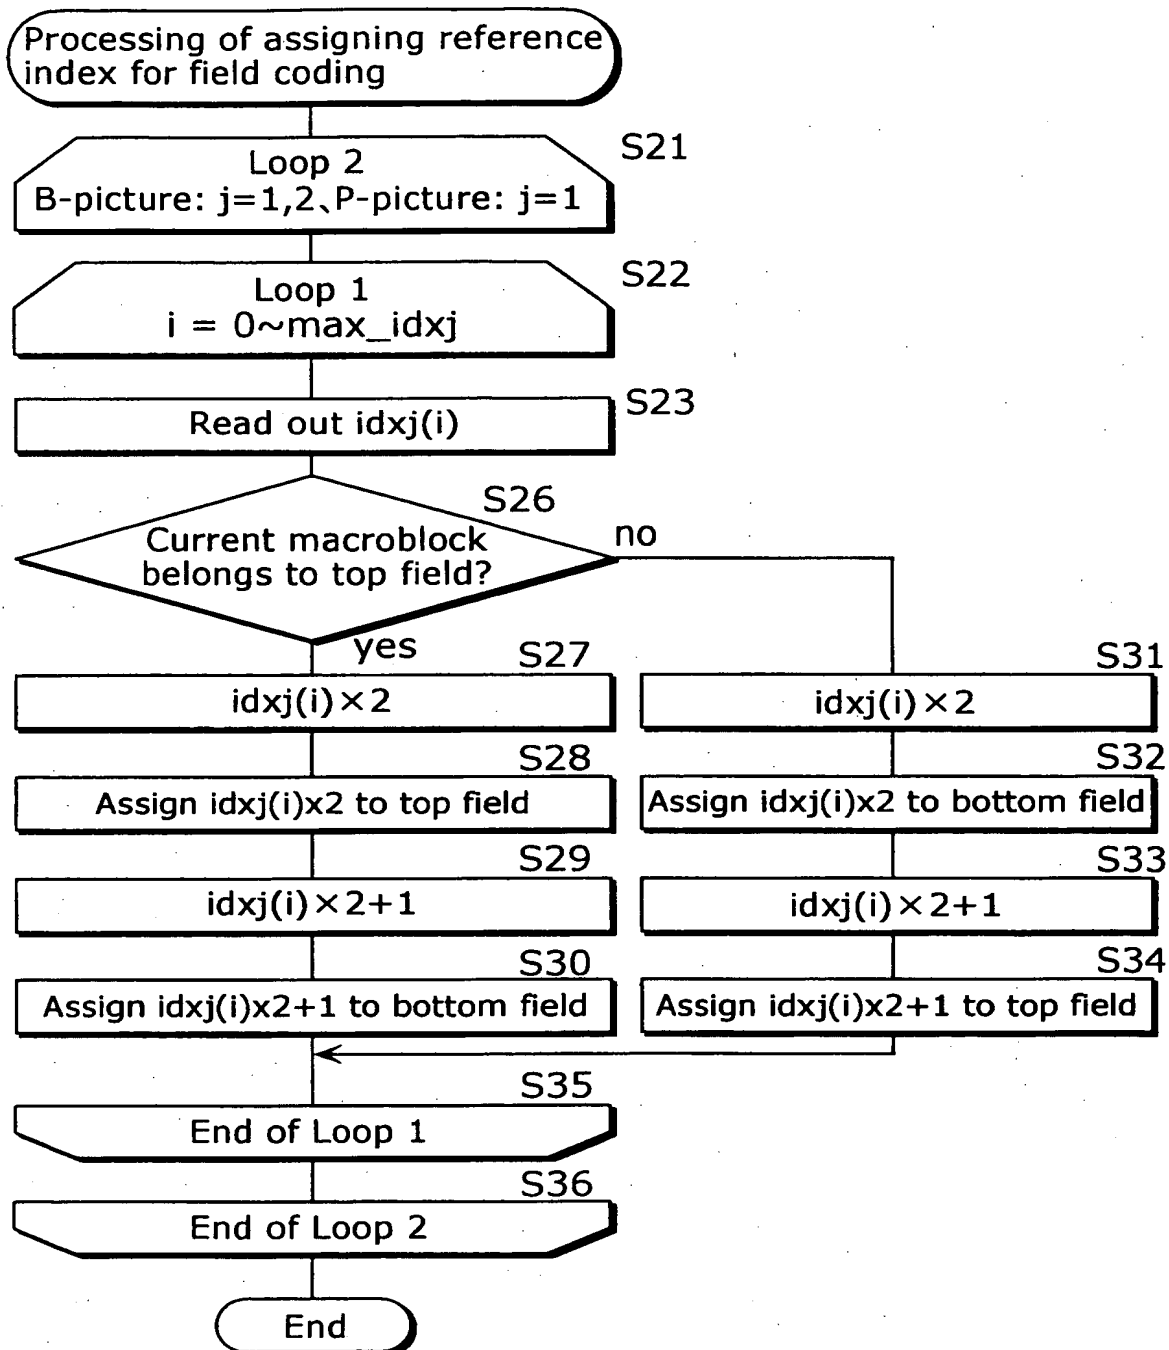 Processing of assigning reference
index for field coding
S21
Loop 2
B-picture: j=1,2、P-picture: j=1
S22
Loop 1
i = 0~max_idxj
S23
Read out idxj(i)
S26
Current macroblock
belongs to top field?
no
yes
S27
idxj(i)×2
S28
Assign idxj(i)x2 to top field
S29
idxj(i)×2+1
S30
Assign idxj(i)x2+1 to bottom field
S31
idxj(i)×2
S32
Assign idxj(i)x2 to bottom field
S33
idxj(i)×2+1
S34
Assign idxj(i)x2+1 to top field
S35
End of Loop 1
S36
End of Loop 2
End